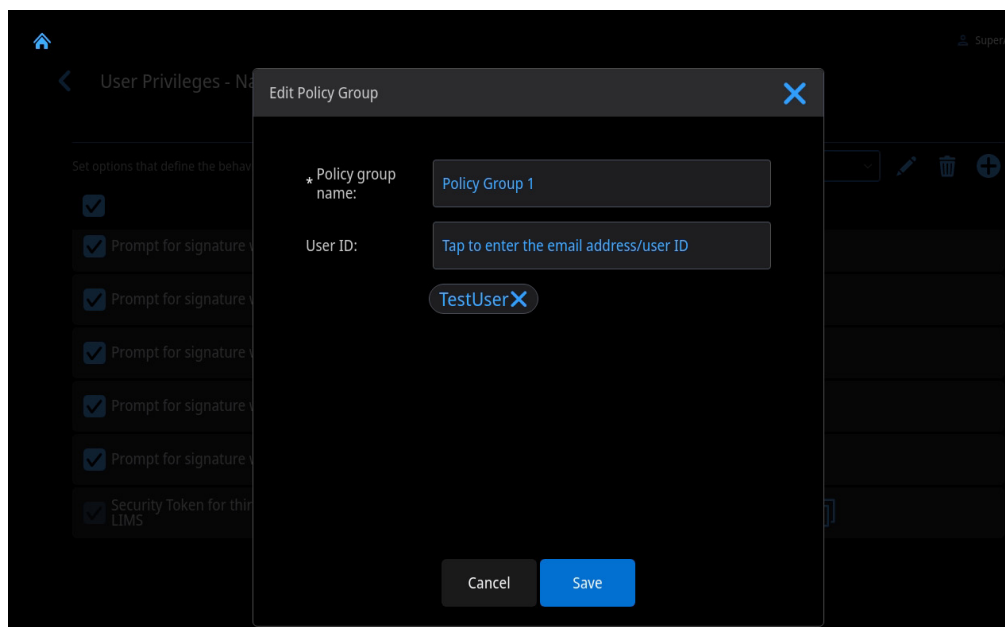 Super
User Privileges - Na
Edit Policy Group
Set options that define the behav
* Policy group
name:
Policy Group 1
Prompt for signature w
User ID:
Tap to enter the email address/user ID
Prompt for signature w
TestUser
Prompt for signature w
Prompt for signature w
Prompt for signature w
Security Token for thir
LIMS
Cancel
Save